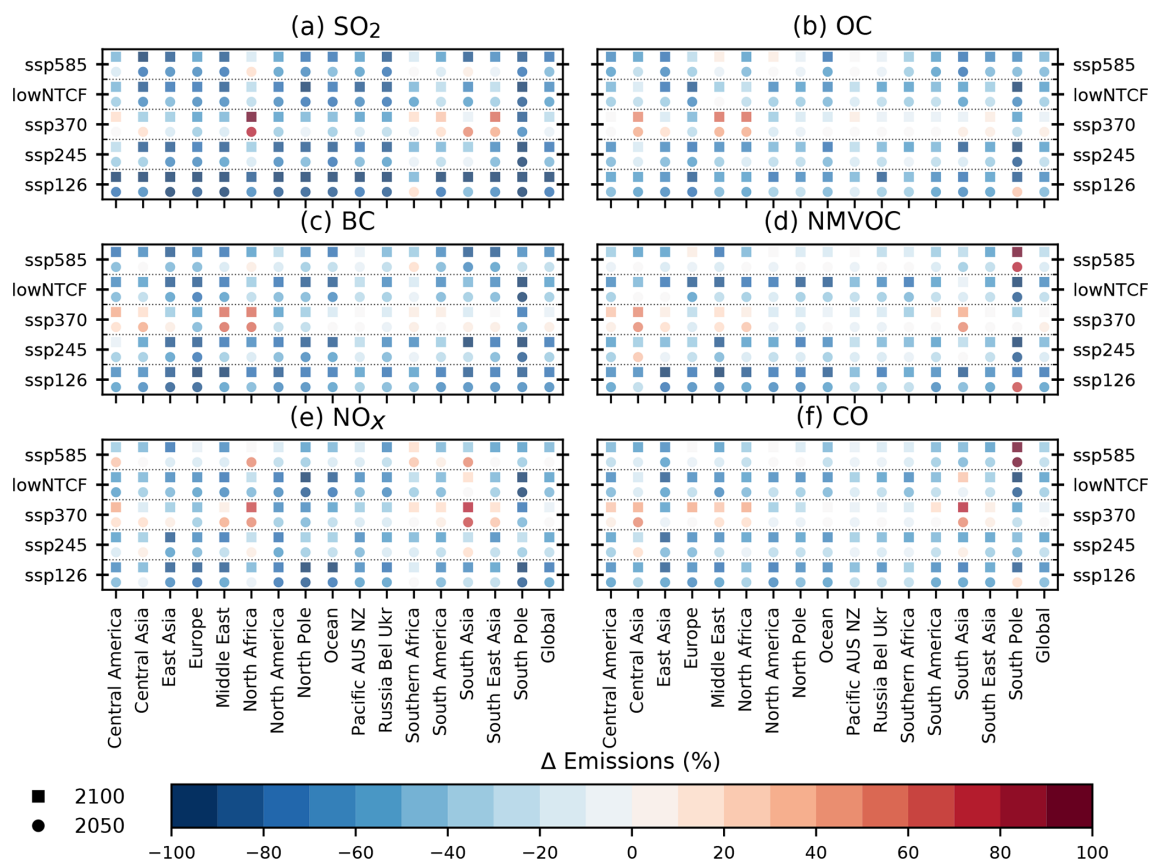 (a) SO2 (b) OC
ssp585 ssp585
lowNTCF lowNTCF
ssp370 ssp370
ssp245 ssp245
ssp126 ssp126
(c) BC (d) NMVOC
ssp585 ssp585
lowNTCF lowNTCF
ssp370 ssp370
ssp245 ssp245
ssp126 ssp126
(e) NOX (f) CO
ssp585 ssp585
lowNTCF lowNTCF
ssp370 ssp370
ssp245 ssp245
ssp126 ssp126
Central America
Central Asia
East Asia
Europe
Middle East
North Africa
North America
North Pole
Ocean
Pacific AUS NZ
Russia Bel Ukr
Southern Africa
South America
South Asia
South East Asia
South Pole
Global
Central America
Central Asia
East Asia
Europe
Middle East
North Africa
North America
North Pole
Ocean
Pacific AUS NZ
Russia Bel Ukr
Southern Africa
South America
South Asia
South East Asia
South Pole
Global
Δ Emissions (%)
2100
2050
−100 −80 −60 −40 −20 0 20 40 60 80 100